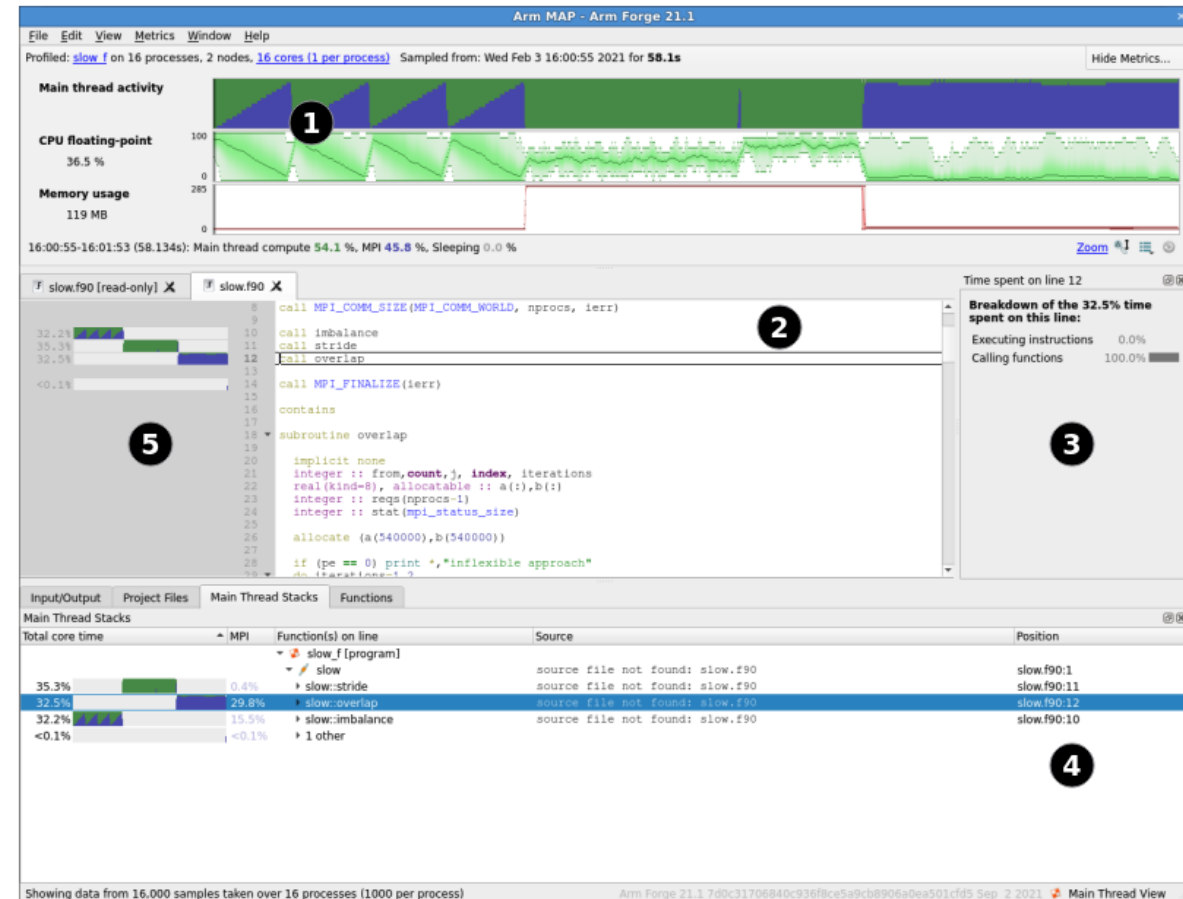 Arm MAP - Arm Forge 21.1
File Edit View Metrics Window Help
Profiled: slow_f on 16 processes, 2 nodes, 16 cores (1 per process) Sampled from: Wed Feb 3 16:00:55 2021 for 58.1s
Hide Metrics...
Main thread activity
1
CPU floating-point
36.5 %
100
0
Memory usage
119 MB
285
0
16:00:55-16:01:53 (58.134s): Main thread compute 54.1 %, MPI 45.8 %, Sleeping 0.0 %
Zoom
slow.f90 [read-only] slow.f90
Time spent on line 12
8 call MPI_COMM_SIZE(MPI_COMM_WORLD, nprocs, ierr)
9
32.2% 10 call imbalance
35.3% 11 call stride
32.5% 12 call overlap
13
<0.1% 14 call MPI_FINALIZE(ierr)
15
16 contains
17
18 subroutine overlap
19
20 implicit none
21 integer :: from,count,j, index, iterations
22 real(kind=8), allocatable :: a(:),b(:)
23 integer :: reqs(nprocs-1)
24 integer :: stat(mpi_status_size)
25
26 allocate (a(540000),b(540000))
27
28 if (pe == 0) print *,"inflexible approach"
29 do iterations=1,2
2
5
Breakdown of the 32.5% time
spent on this line:
Executing instructions 0.0%
Calling functions 100.0%
3
Input/Output Project Files Main Thread Stacks Functions
Main Thread Stacks
Total core time MPI Function(s) on line Source Position
slow_f [program]
slow source file not found: slow.f90 slow.f90:1
35.3% 0.4% slow::stride source file not found: slow.f90 slow.f90:11
32.5% 29.8% slow::overlap source file not found: slow.f90 slow.f90:12
32.2% 15.5% slow::imbalance source file not found: slow.f90 slow.f90:10
<0.1% <0.1% 1 other
4
Showing data from 16,000 samples taken over 16 processes (1000 per process)
Arm Forge 21.1 7d0c31706840c936f8ce5a9cb8906a0ea501cfd5 Sep 2 2021 Main Thread View